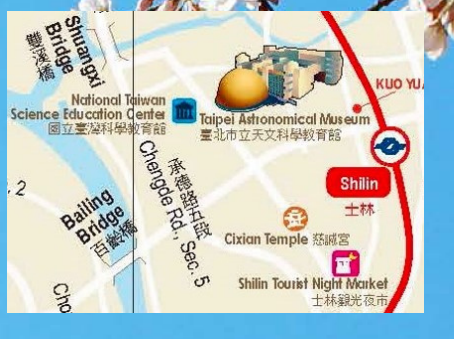 Shuangxi
Bridge
雙溪橋
National Taiwan
Science Education Center
國立臺灣科學教育館
Taipei Astronomical Museum
臺北市立天文科學教育館
KUO YU
Shilin
士林
2
Bailing
Bridge
百齡橋
承德路五段
Chengde Rd., Sec. 5
Cixian Temple 慈諴宮
Shilin Tourist Night Market
士林觀光夜市
Cho